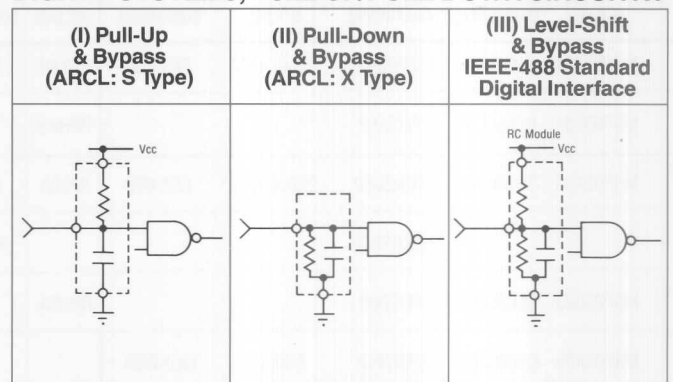 (I) Pull-Up
& Bypass
(ARCL: S Type)
(II) Pull-Down
& Bypass
(ARCL: X Type)
(III) Level-Shift
& Bypass
IEEE-488 Standard
Digital Interface
Vcc
RC Module
Vcc